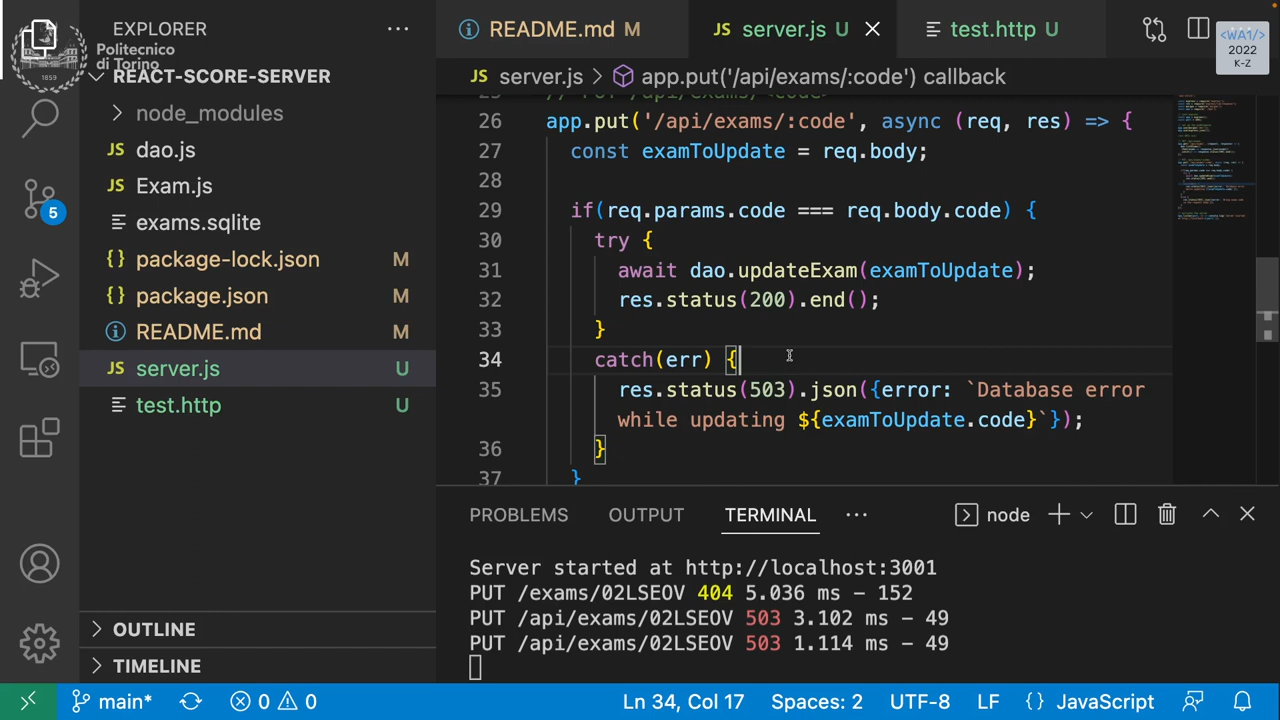 EXPLORER
Politecnico
di Torino
1859
REACT-SCORE-SERVER
node_modules
JS dao.js
JS Exam.js
exams.sqlite
{} package-lock.json M
{} package.json M
README.md M
JS server.js U
test.http U
5
OUTLINE
TIMELINE
README.md M
JS server.js U
test.http U
<WA1/>
2022
K-Z
JS server.js > app.put('/api/exams/:code') callback
26 app.put('/api/exams/:code', async (req, res) => {
27 const examToUpdate = req.body;
28
29 if(req.params.code === req.body.code) {
30 try {
31 await dao.updateExam(examToUpdate);
32 res.status(200).end();
33 }
34 catch(err) {
35 res.status(503).json({error: `Database error
while updating ${examToUpdate.code}`});
36 }
37 }
PROBLEMS OUTPUT TERMINAL ... node
Server started at http://localhost:3001
PUT /exams/02LSEOV 404 5.036 ms - 152
PUT /api/exams/02LSEOV 503 3.102 ms - 49
PUT /api/exams/02LSEOV 503 1.114 ms - 49
main* 0 0 Ln 34, Col 17 Spaces: 2 UTF-8 LF {} JavaScript